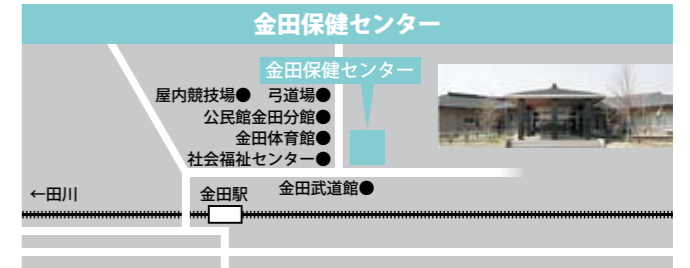 金田保健センター
金田保健センター
屋内競技場● 弓道場●
公民館金田分館●
金田体育館●
社会福祉センター●
←田川
金田駅
金田武道館●